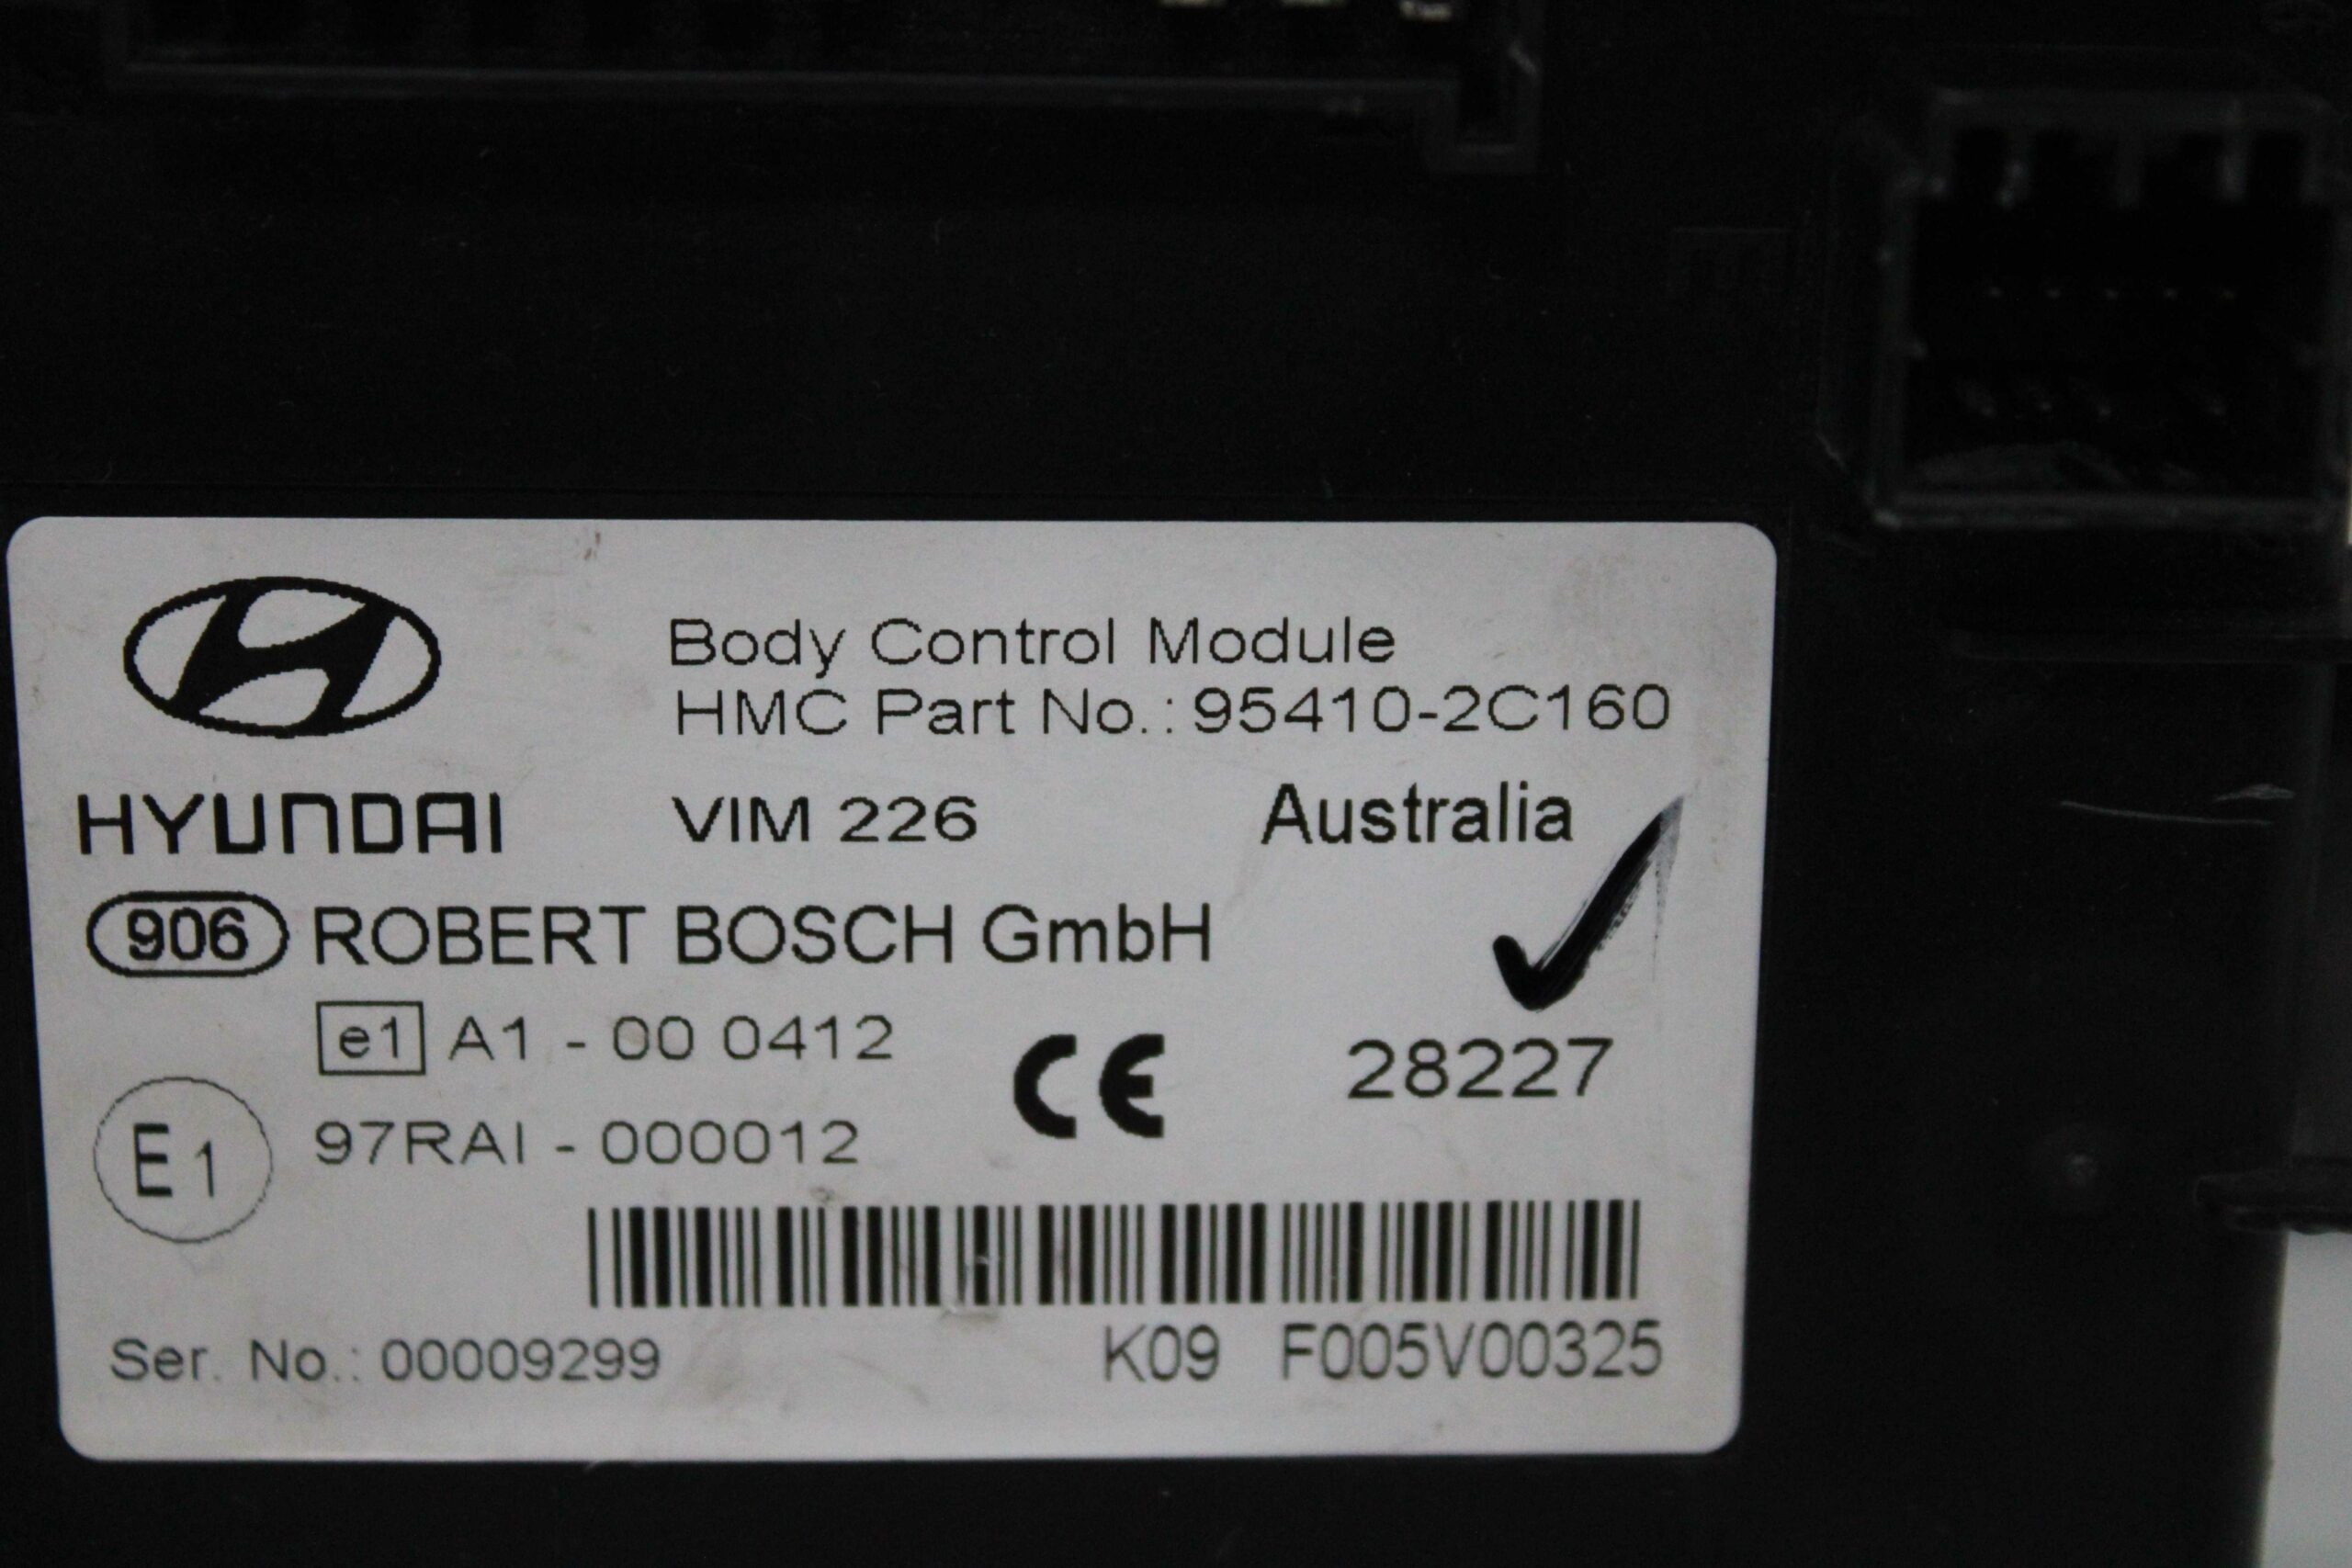 Body Control Module
HMC Part No.: 95410-2C160
HYUNDAI VIM 226 Australia
906 ROBERT BOSCH GmbH
e1 A1 - 00 0412
CE 28227
E1 97RAI - 000012
Ser. No.: 00009299 K09 F005V00325